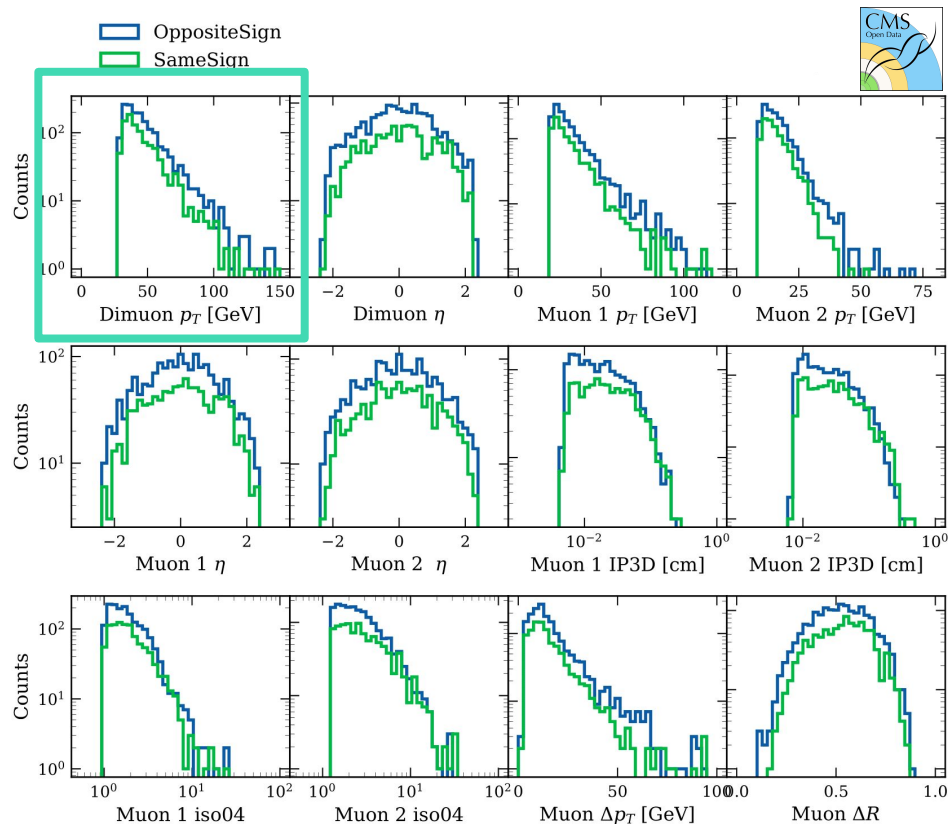 OppositeSign
SameSign
CMS
Open Data
Counts
10² 10¹ 10⁰
0 50 100 150 −2 0 2 0 50 100 0 25 50 75
Dimuon p_T [GeV] Dimuon η Muon 1 p_T [GeV] Muon 2 p_T [GeV]
Counts
10² 10¹
−2 0 2 −2 0 2 10⁻² 10⁰ 10⁻² 10⁰
Muon 1 η Muon 2 η Muon 1 IP3D [cm] Muon 2 IP3D [cm]
Counts
10² 10¹ 10⁰
10⁰ 10¹ 10² 10⁰ 10¹ 10² 0 50 100 0.0 0.5 1.0
Muon 1 iso04 Muon 2 iso04 Muon Δp_T [GeV] Muon ΔR